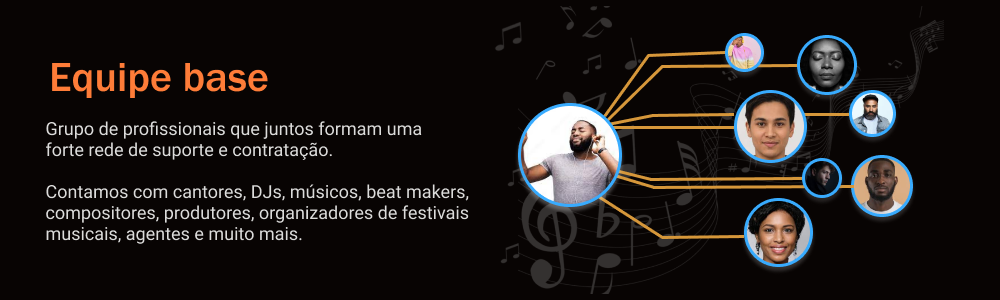 Equipe base
Grupo de profissionais que juntos formam uma
forte rede de suporte e contratação.
Contamos com cantores, DJs, músicos, beat makers,
compositores, produtores, organizadores de festivais
musicais, agentes e muito mais.